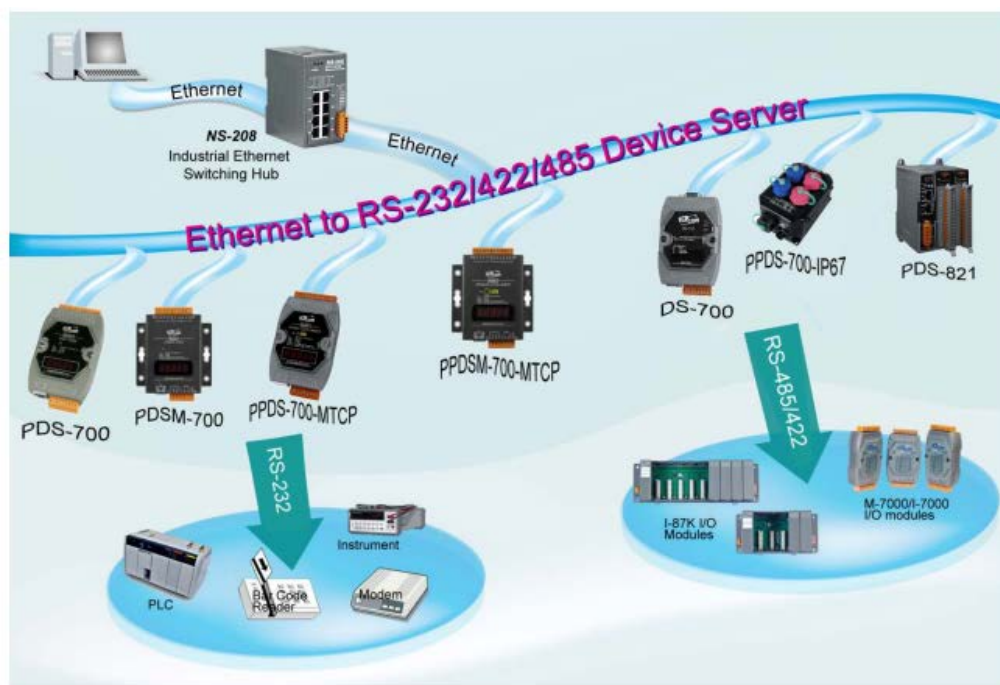 Ethernet
NS-208
Industrial Ethernet
Switching Hub
Ethernet
Ethernet to RS-232/422/485 Device Server
PDS-700
PDSM-700
PPDS-700-MTCP
PPDSM-700-MTCP
DS-700
PPDS-700-IP67
PDS-821
RS-232
RS-485/422
PLC
Bar Code
Reader
Instrument
Modem
I-87K I/O
Modules
M-7000/I-7000
I/O modules